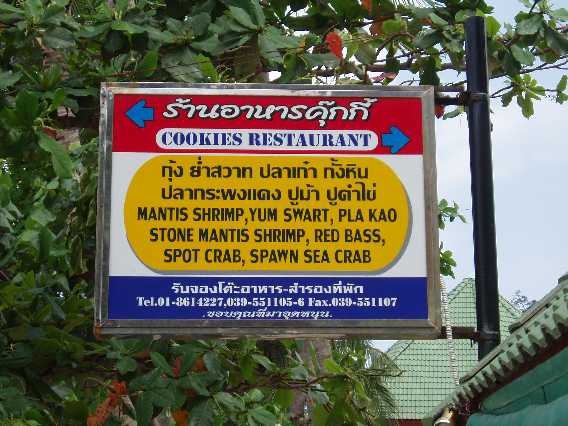 ร้านอาหารคุ๊กกี้
COOKIES RESTAURANT
กุ้ง ย่ำสวาท ปลาเก๋า กั้งหิน
ปลากระพงแดง ปูม้า ปูดำไข่
MANTIS SHRIMP,YUM SWART, PLA KAO
STONE MANTIS SHRIMP, RED BASS,
SPOT CRAB, SPAWN SEA CRAB
รับจองโต๊ะอาหาร-สำรองที่พัก
Tel.01-8614227,039-551105-6 Fax.039-551107
.ขอบคุณที่มาอุดหนุน.